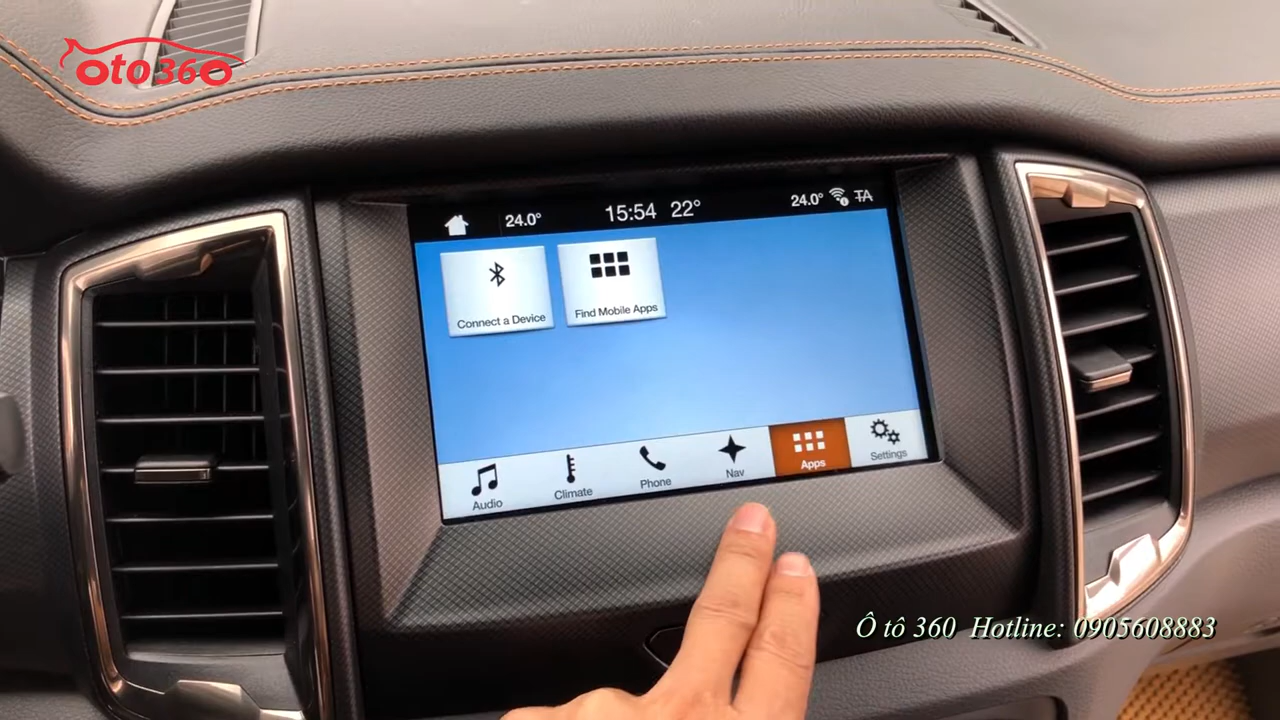 oto360
24.0° 15:54 22° 24.0° TA
Connect a Device
Find Mobile Apps
Audio
Climate
Phone
Nav
Apps
Settings
Ô tô 360 Hotline: 0905608883